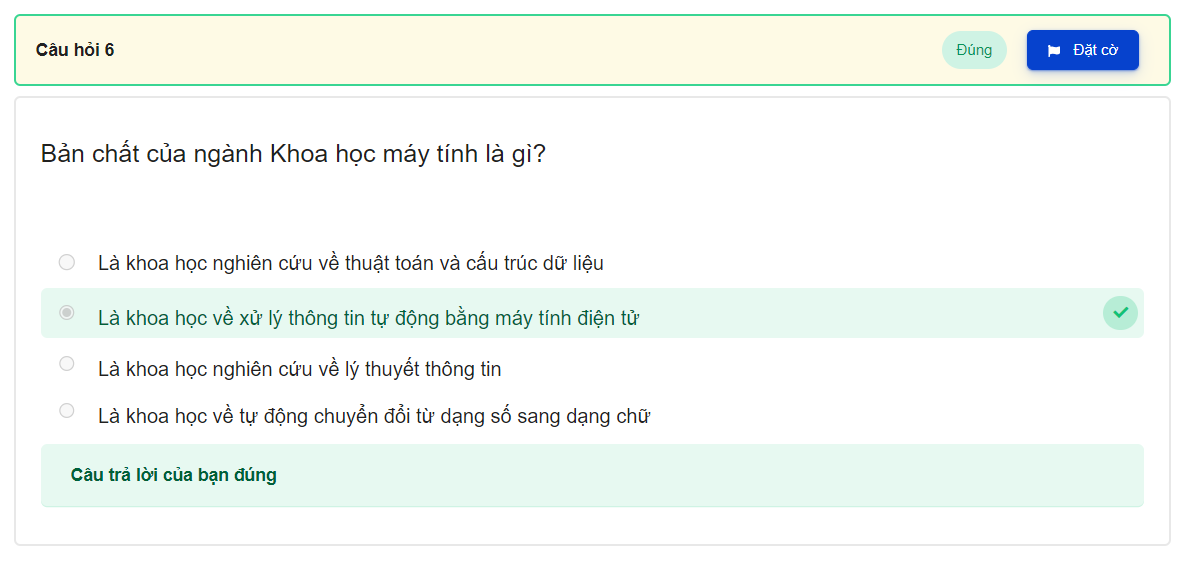 Câu hỏi 6
Đúng
Đặt cờ
Bản chất của ngành Khoa học máy tính là gì?
Là khoa học nghiên cứu về thuật toán và cấu trúc dữ liệu
Là khoa học về xử lý thông tin tự động bằng máy tính điện tử
Là khoa học nghiên cứu về lý thuyết thông tin
Là khoa học về tự động chuyển đổi từ dạng số sang dạng chữ
Câu trả lời của bạn đúng